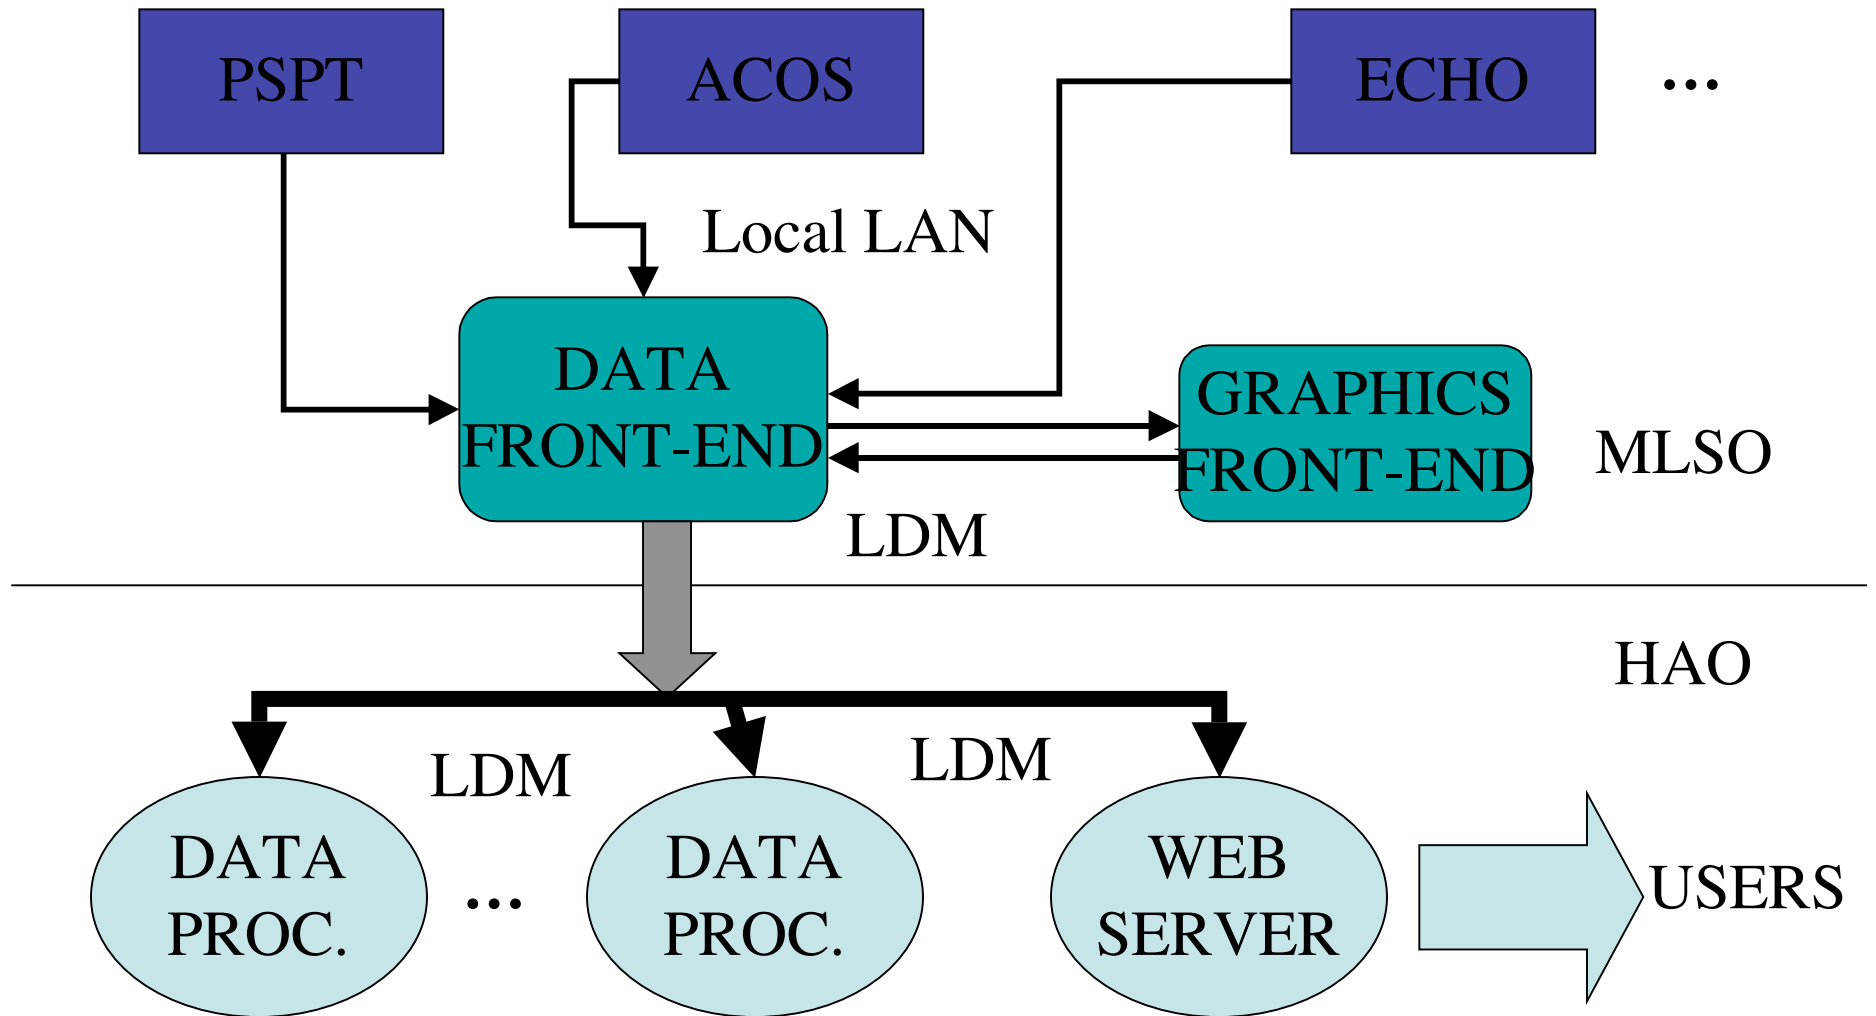 PSPT
ACOS
ECHO
...
Local LAN
DATA
FRONT-END
GRAPHICS
FRONT-END
MLSO
LDM
HAO
LDM
LDM
DATA
PROC.
...
DATA
PROC.
WEB
SERVER
USERS